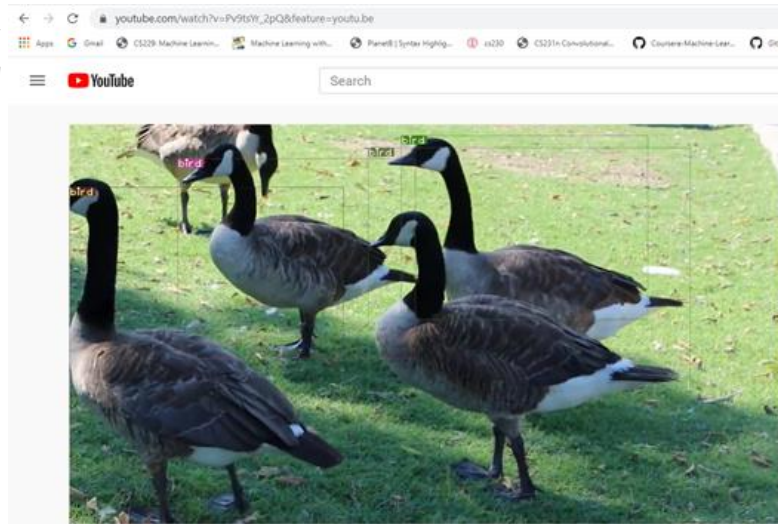 youtube.com/watch?v=Pv9tsYr_2pQ&feature=youtu.be
Apps Gmail CS229: Machine Learnin... Machine Learning with... PlanetB | Syntax Highlig... cs230 CS231n Convolutional... Coursera-Machine-Lear...
YouTube
Search
bird
bird
bird
bird